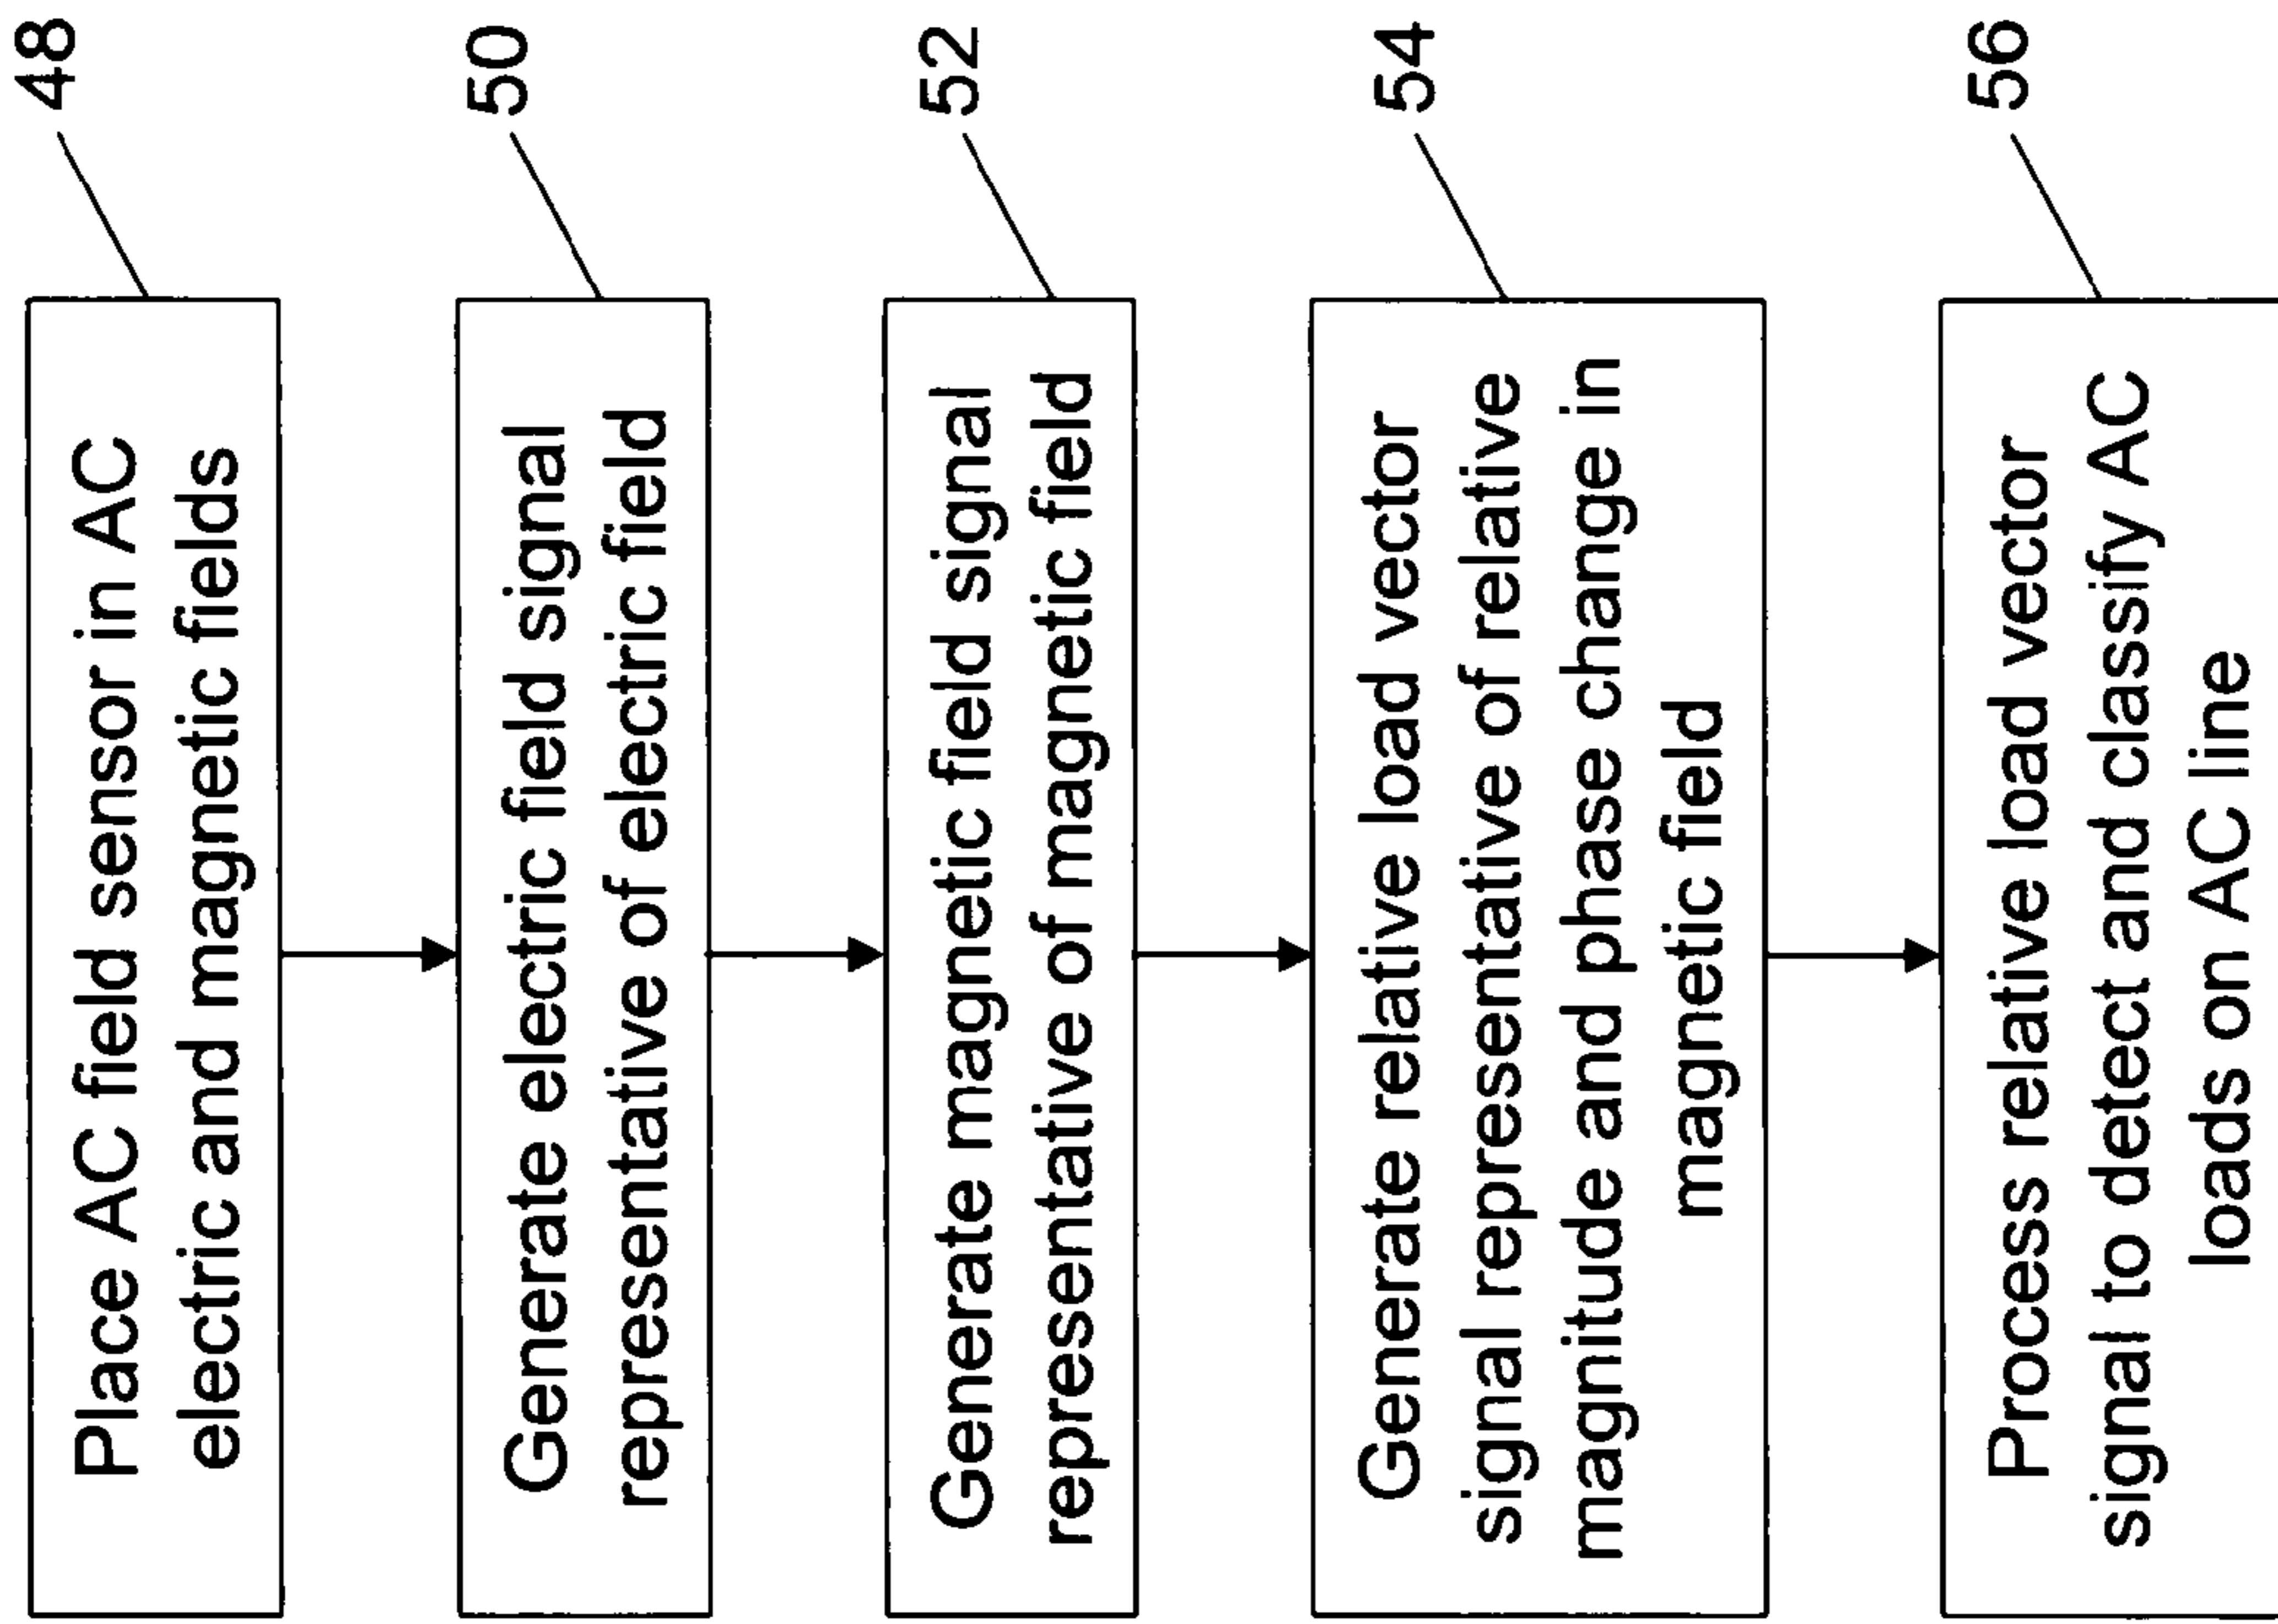 48
Place AC field sensor in AC
electric and magnetic fields
50
Generate electric field signal
representative of electric field
52
Generate magnetic field signal
representative of magnetic field
54
Generate relative load vector
signal representative of relative
magnitude and phase change in
magnetic field
56
Process relative load vector
signal to detect and classify AC
loads on AC line